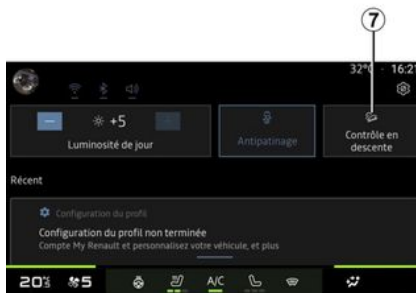 7
32°C 16:21
+5
Luminosité de jour
Antipatinage
Contrôle en
descente
Récent
Configuration du profil
Configuration du profil non terminée
Compte My Renault et personnalisez votre véhicule, et plus
20 5 A/C